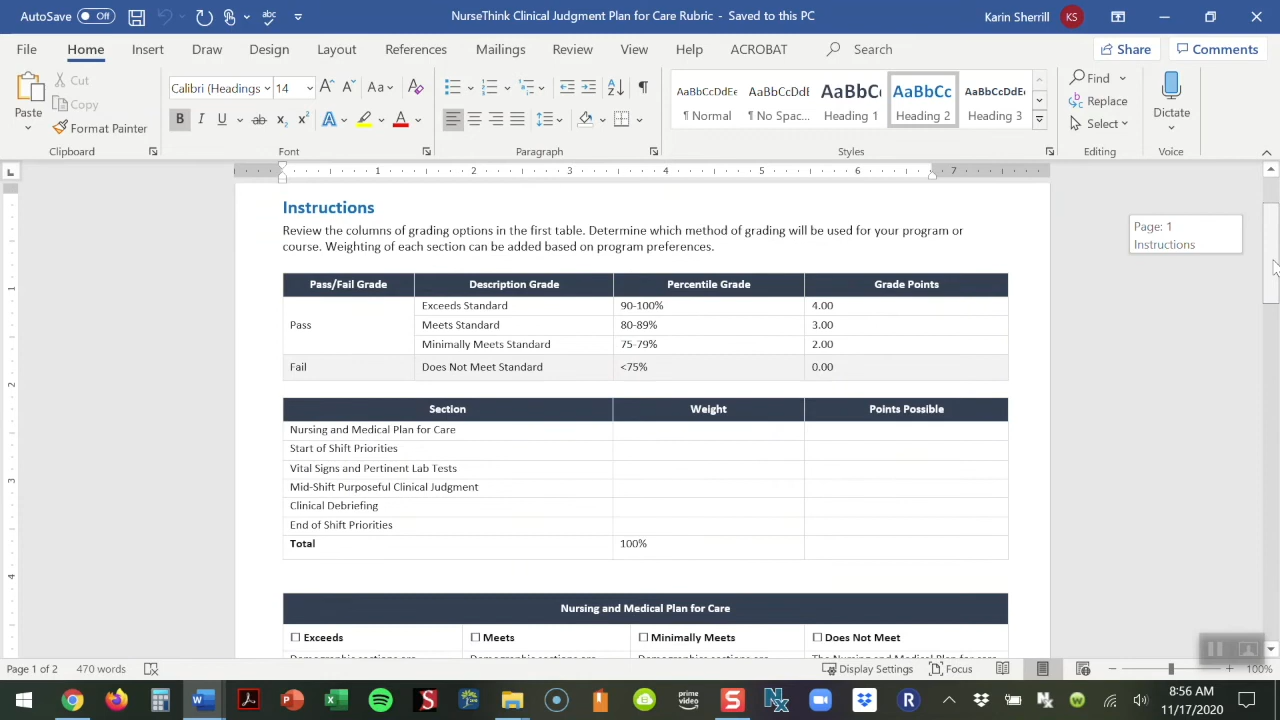 AutoSave Off
NurseThink Clinical Judgment Plan for Care Rubric - Saved to this PC
Karin Sherrill KS
File Home Insert Draw Design Layout References Mailings Review View Help ACROBAT Search Share Comments
Paste
Cut
Copy
Format Painter
Clipboard
Calibri (Headings 14
Font
Paragraph
AaBbCcDdEe AaBbCcDdI AaBbC AaBbCc AaBbCcDdEe
¶ Normal ¶ No Spac... Heading 1 Heading 2 Heading 3
Styles
Find
Replace
Select
Editing
Dictate
Voice
1 2 3 4 5 6 7
Instructions
Review the columns of grading options in the first table. Determine which method of grading will be used for your program or
course. Weighting of each section can be added based on program preferences.
Page: 1
Instructions
Pass/Fail Grade Description Grade Percentile Grade Grade Points
Exceeds Standard 90-100% 4.00
Pass Meets Standard 80-89% 3.00
Minimally Meets Standard 75-79% 2.00
Fail Does Not Meet Standard <75% 0.00
Section Weight Points Possible
Nursing and Medical Plan for Care
Start of Shift Priorities
Vital Signs and Pertinent Lab Tests
Mid-Shift Purposeful Clinical Judgment
Clinical Debriefing
End of Shift Priorities
Total 100%
Nursing and Medical Plan for Care
☐ Exceeds ☐ Meets ☐ Minimally Meets ☐ Does Not Meet
Page 1 of 2 470 words Display Settings Focus 100%
8:56 AM
11/17/2020